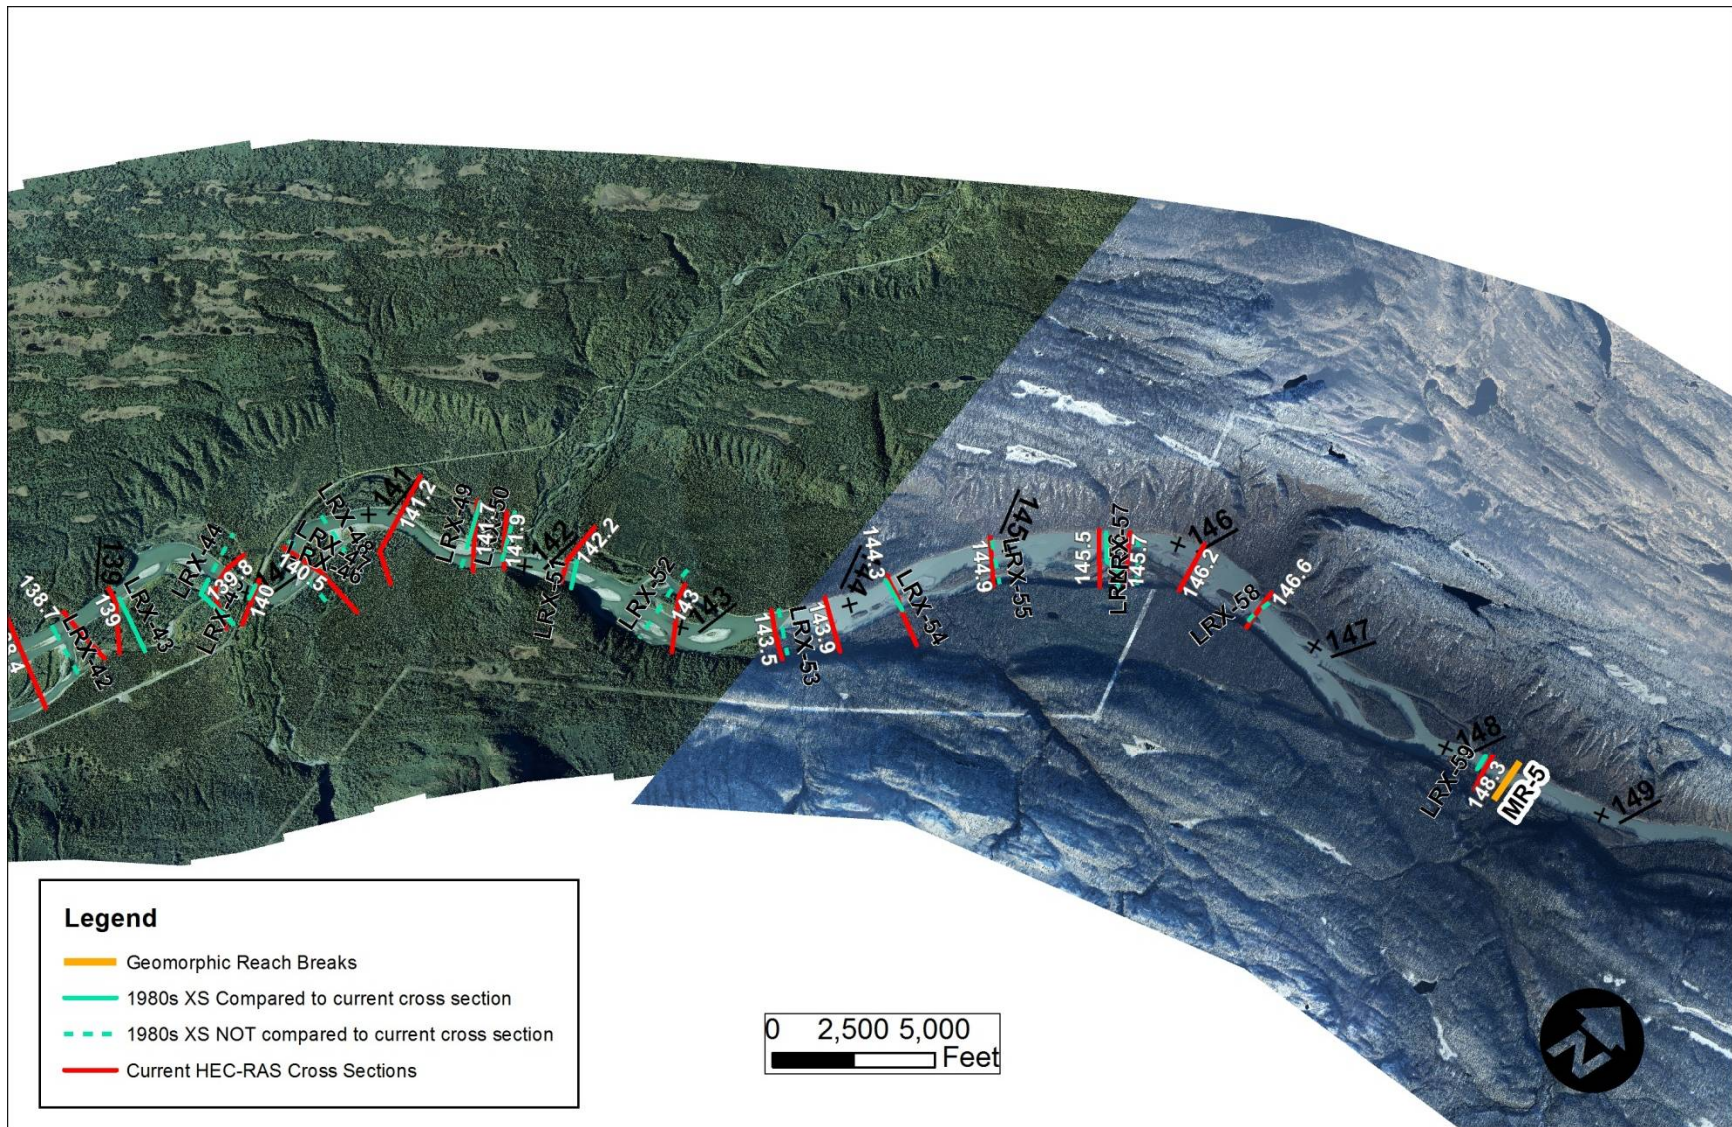 138.7
LRX-42
139
139
LRX-43
LRX-44
139.8
140
140.5
141
141.2
LRX-49
141.7
LRX-50
141.9
142
LRX-51
142.2
LRX-52
143
143
143.5
LRX-53
143.9
144
144.3
LRX-54
144.9
145
LRX-55
145.5
LRX-57
145.7
146
146.2
LRX-58
146.6
147
148
LRX-59
148.3
MR-5
149
Legend
Geomorphic Reach Breaks
1980s XS Compared to current cross section
1980s XS NOT compared to current cross section
Current HEC-RAS Cross Sections
0 2,500 5,000
Feet
N